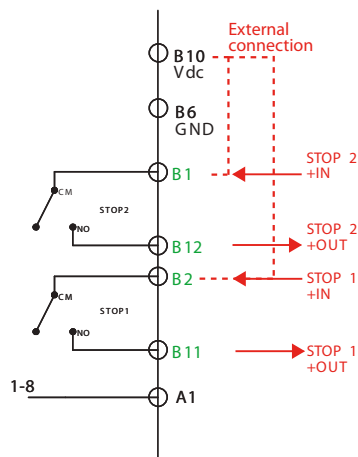 External
connection
B10
Vdc
B6
GND
STOP 2
+IN
B1
CM
STOP2
NO
STOP 2
+OUT
B12
B2
STOP 1
+IN
CM
STOP1
NO
B11
STOP 1
+OUT
1-8
A1